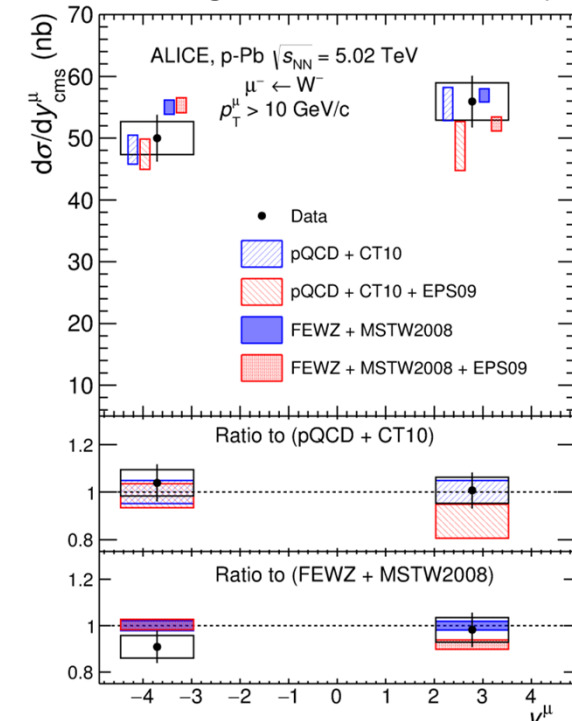 dσ/dy^μ_cms (nb)
70
60
50
40
30
20
10
ALICE, p-Pb √s_NN = 5.02 TeV
μ⁻ ← W⁻
p_T^μ > 10 GeV/c
Data
pQCD + CT10
pQCD + CT10 + EPS09
FEWZ + MSTW2008
FEWZ + MSTW2008 + EPS09
Ratio to (pQCD + CT10)
1.2
1
0.8
Ratio to (FEWZ + MSTW2008)
1.2
1
0.8
−4 −3 −2 −1 0 1 2 3 4
y^μ